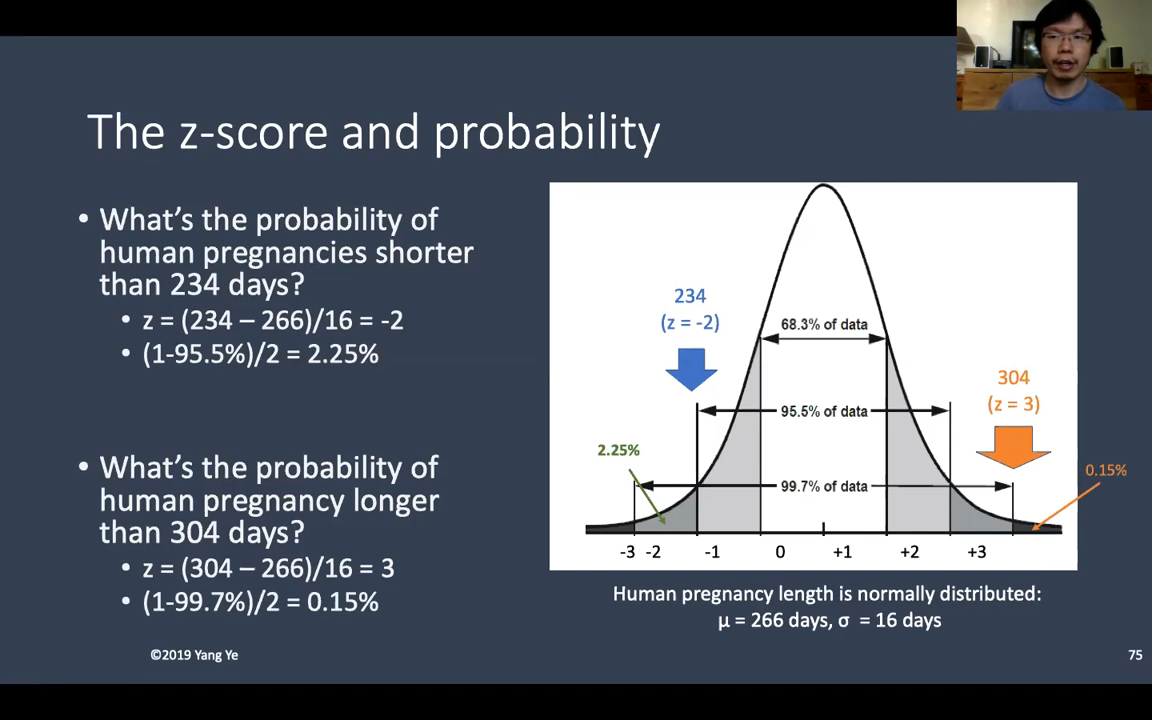 The z-score and probability
• What's the probability of
human pregnancies shorter
than 234 days?
• z = (234 – 266)/16 = -2
• (1-95.5%)/2 = 2.25%
• What's the probability of
human pregnancy longer
than 304 days?
• z = (304 – 266)/16 = 3
• (1-99.7%)/2 = 0.15%
234
(z = -2)
68.3% of data
304
(z = 3)
95.5% of data
2.25%
0.15%
99.7% of data
-3 -2 -1 0 +1 +2 +3
Human pregnancy length is normally distributed:
μ = 266 days, σ = 16 days
©2019 Yang Ye
75